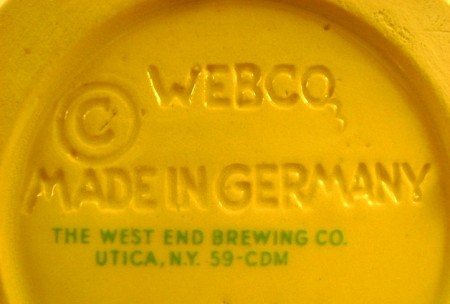 © WEBCO,
MADE IN GERMANY
THE WEST END BREWING CO.
UTICA, N.Y. 59-CDM